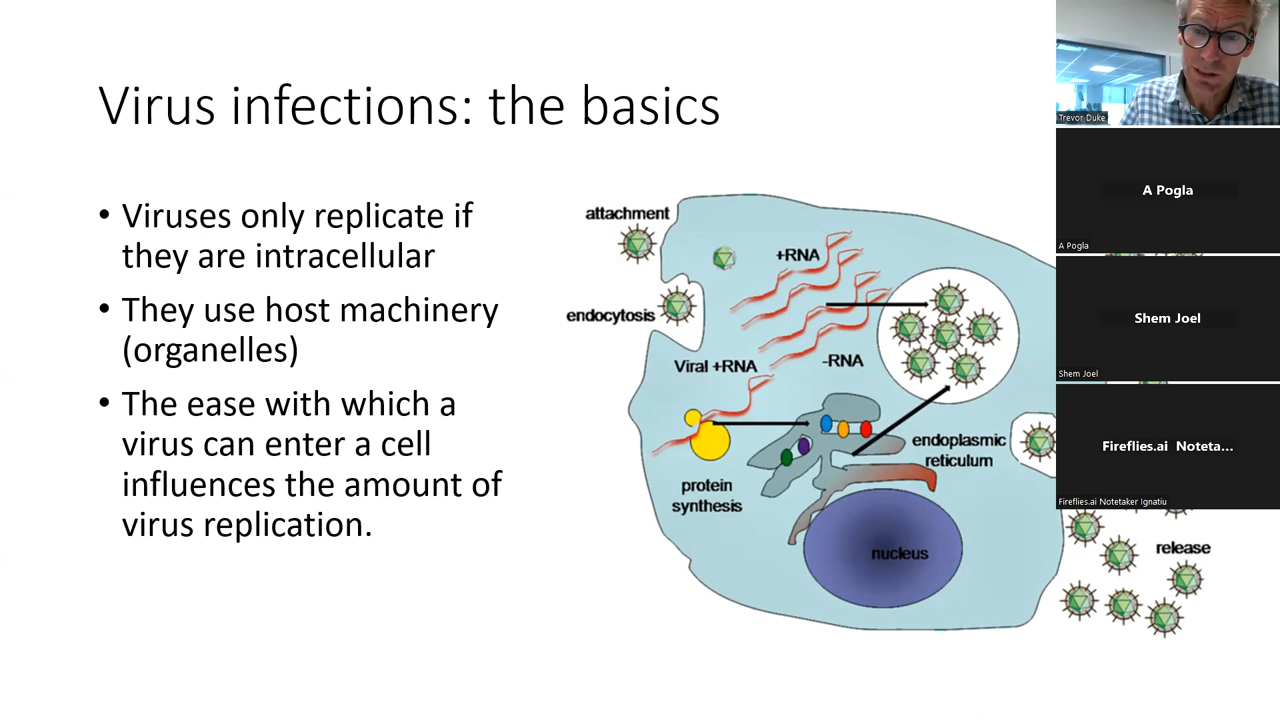 Virus infections: the basics
• Viruses only replicate if
they are intracellular
• They use host machinery
(organelles)
• The ease with which a
virus can enter a cell
influences the amount of
virus replication.
attachment
+RNA
endocytosis
Viral +RNA
-RNA
endoplasmic
reticulum
protein
synthesis
nucleus
release
Trevor Duke
A Pogla
A Pogla
Shem Joel
Shem Joel
Fireflies.ai Noteta...
Fireflies.ai Notetaker Ignatiu